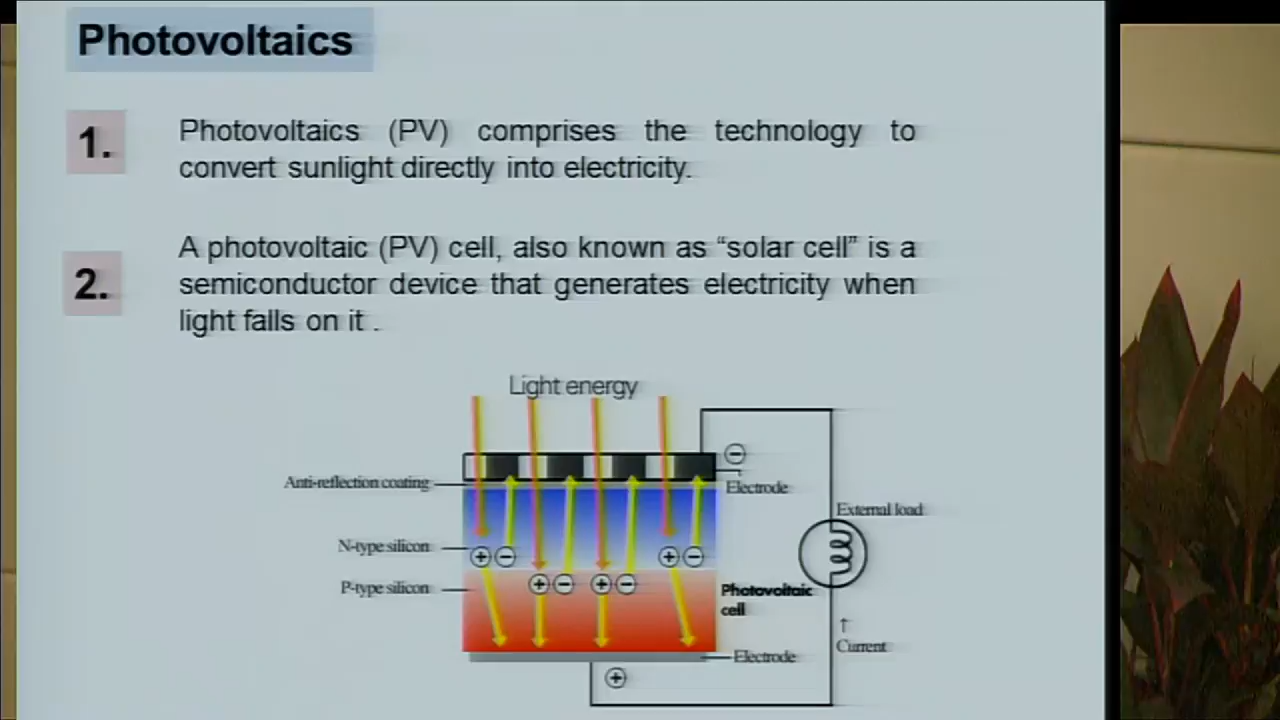 Photovoltaics
1.
Photovoltaics (PV) comprises the technology to
convert sunlight directly into electricity.
2.
A photovoltaic (PV) cell, also known as “solar cell” is a
semiconductor device that generates electricity when
light falls on it .
Light energy
Anti-reflection coating
Electrode
External load
N-type silicon
P-type silicon
Photovoltaic
cell
↑
Current
Electrode